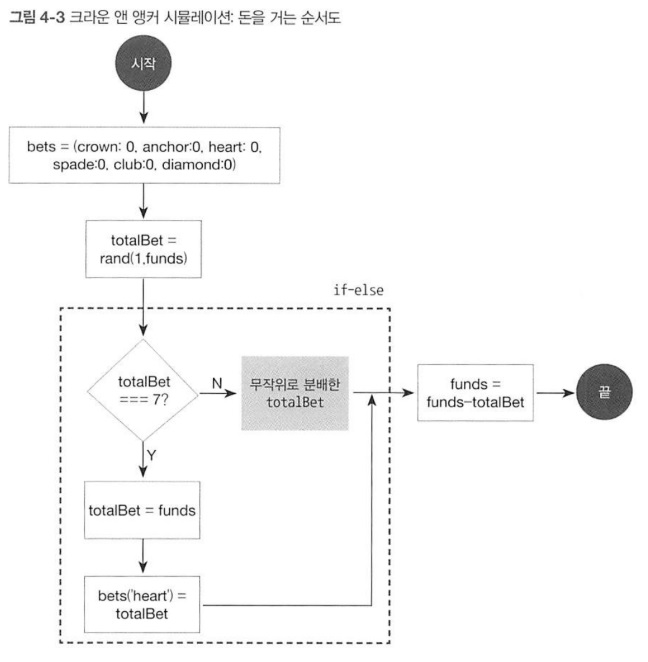 그림 4-3 크라운 앤 앵커 시뮬레이션: 돈을 거는 순서도
시작
bets = (crown: 0, anchor:0, heart: 0,
spade:0, club:0, diamond:0)
totalBet =
rand(1,funds)
if-else
totalBet
=== 7?
N
무작위로 분배한
totalBet
funds =
funds-totalBet
끝
Y
totalBet = funds
bets('heart') =
totalBet